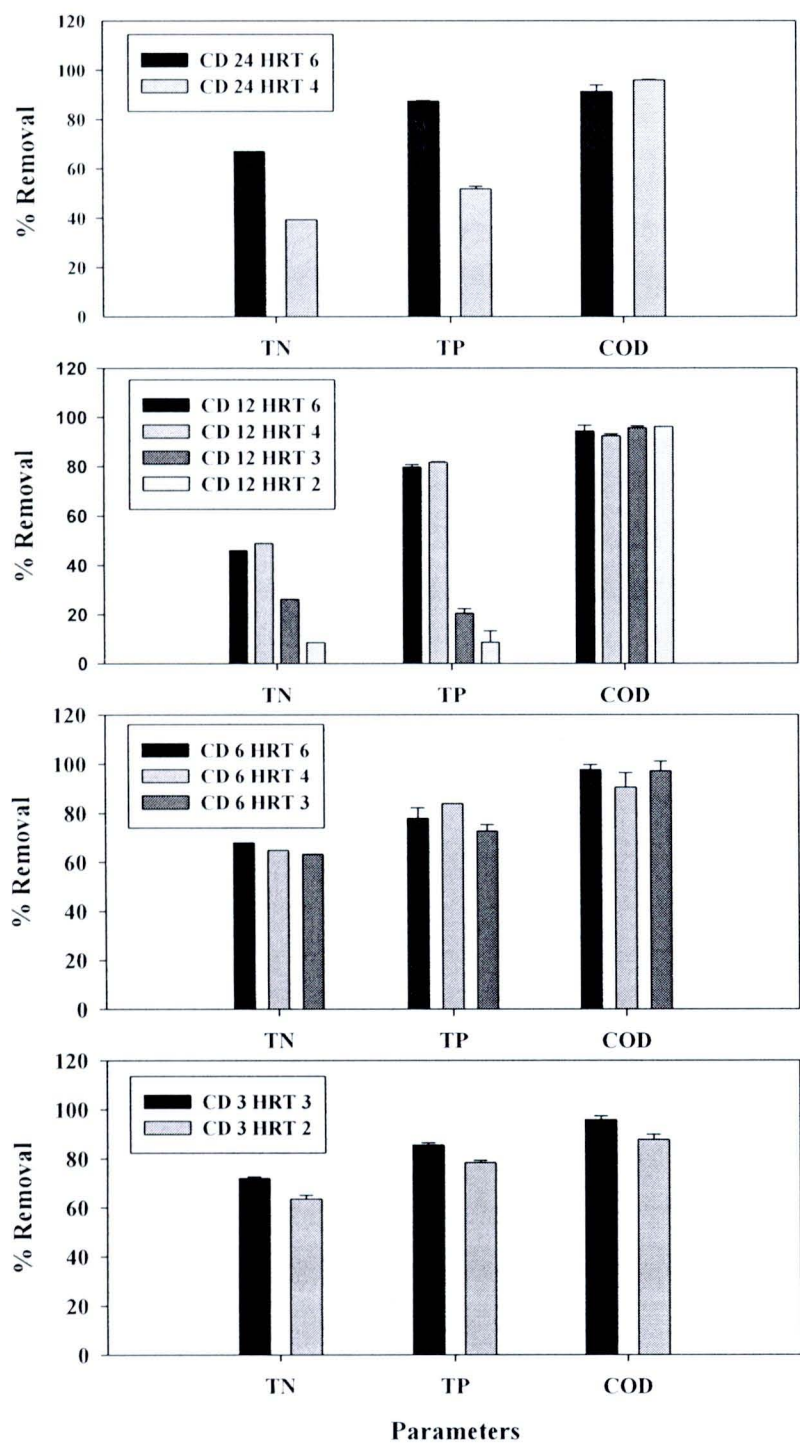 120
100
80
60
40
20
0
% Removal
CD 24 HRT 6
CD 24 HRT 4
TN TP COD
120
100
80
60
40
20
0
% Removal
CD 12 HRT 6
CD 12 HRT 4
CD 12 HRT 3
CD 12 HRT 2
TN TP COD
120
100
80
60
40
20
0
% Removal
CD 6 HRT 6
CD 6 HRT 4
CD 6 HRT 3
TN TP COD
120
100
80
60
40
20
0
% Removal
CD 3 HRT 3
CD 3 HRT 2
TN TP COD
Parameters